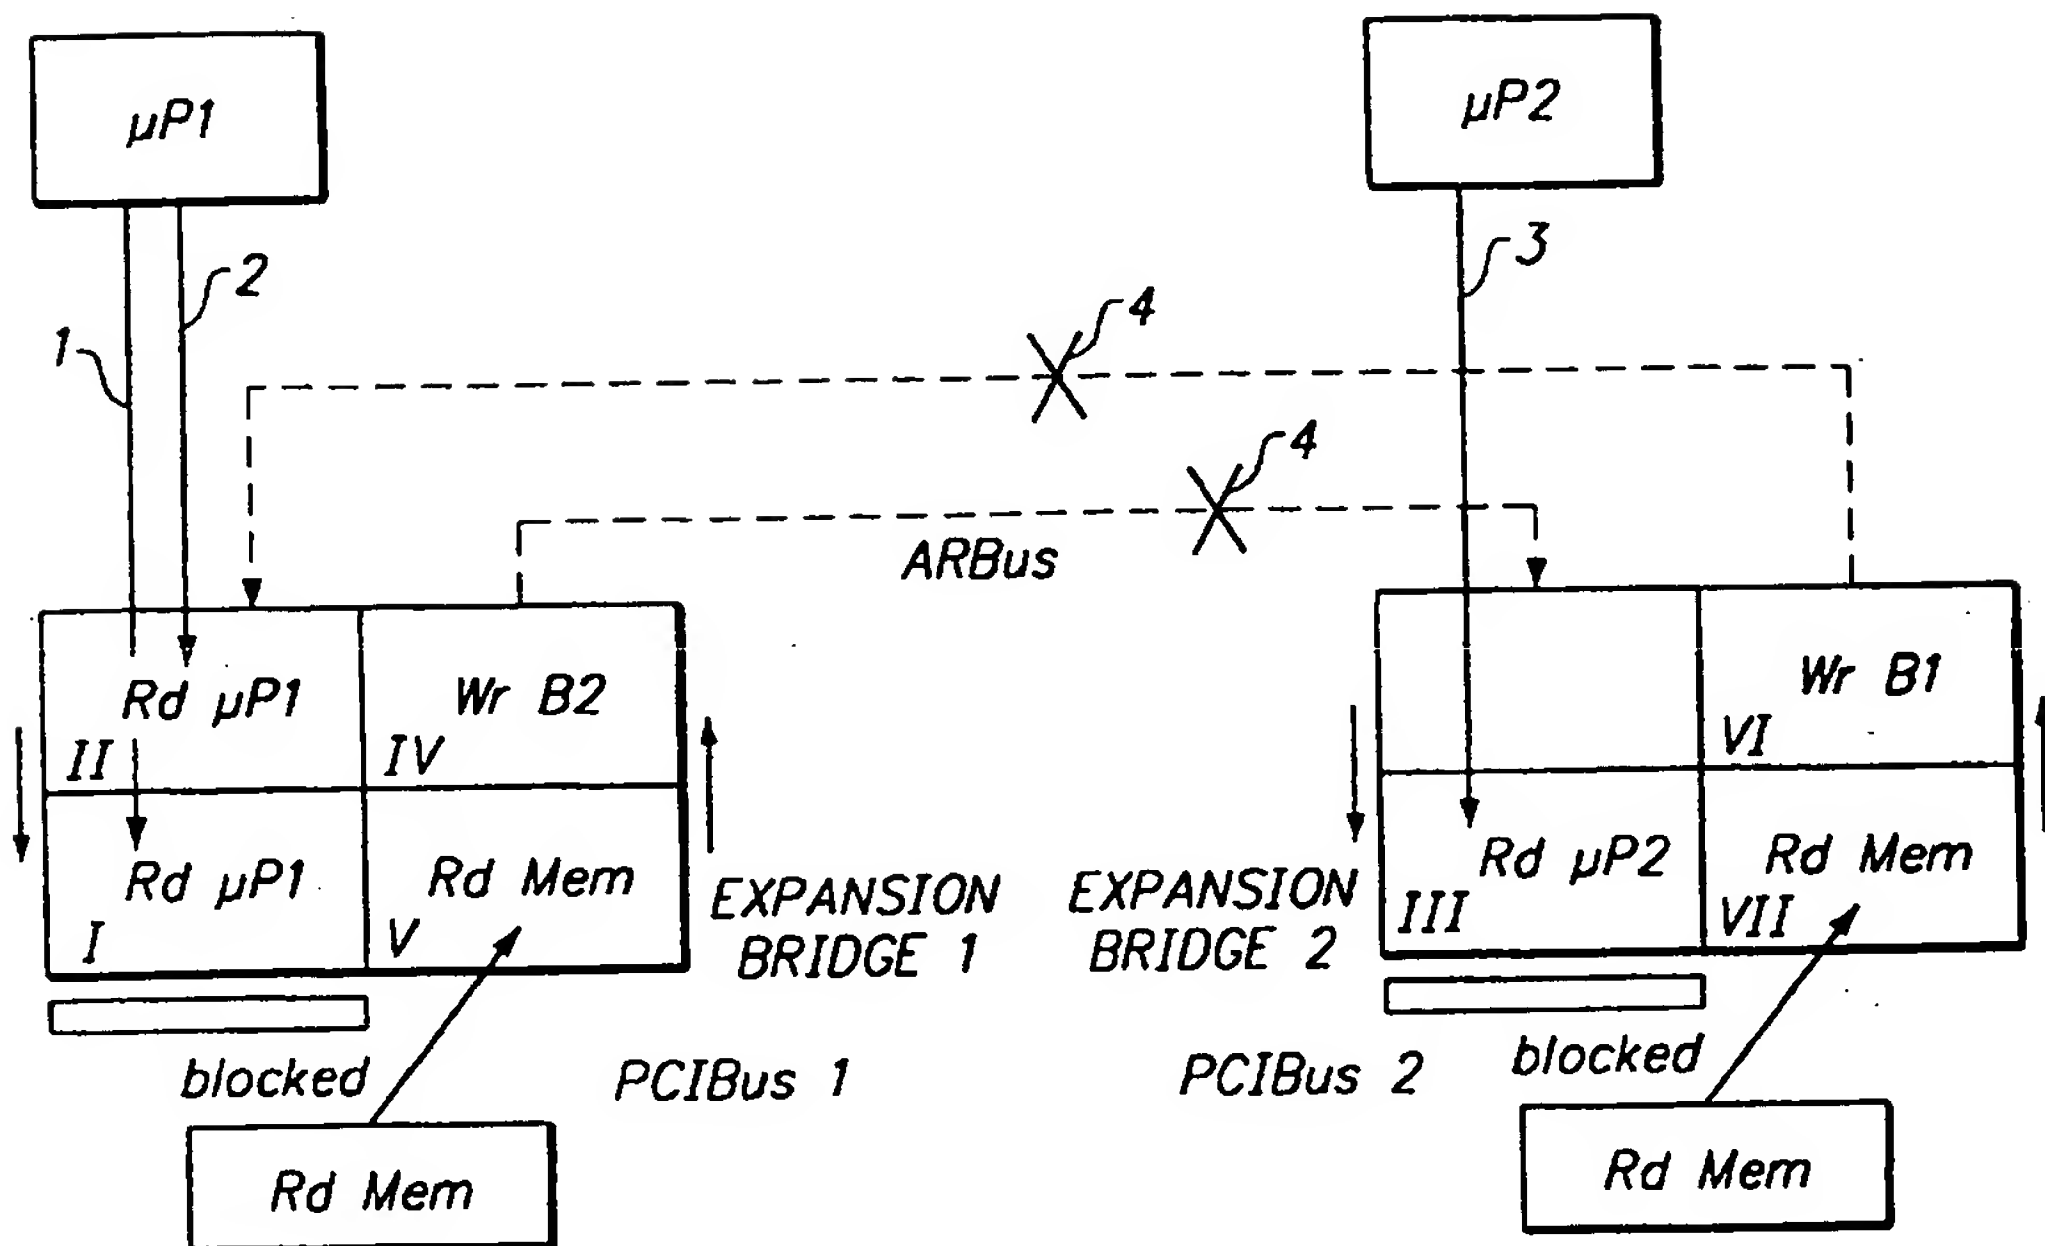 µP1
µP2
1
2
3
4
4
ARBus
Rd µP1
II
Wr B2
IV
Rd µP1
I
Rd Mem
V
EXPANSION
BRIDGE 1
EXPANSION
BRIDGE 2
Wr B1
VI
Rd µP2
III
Rd Mem
VII
blocked
PCIBus 1
PCIBus 2
blocked
Rd Mem
Rd Mem